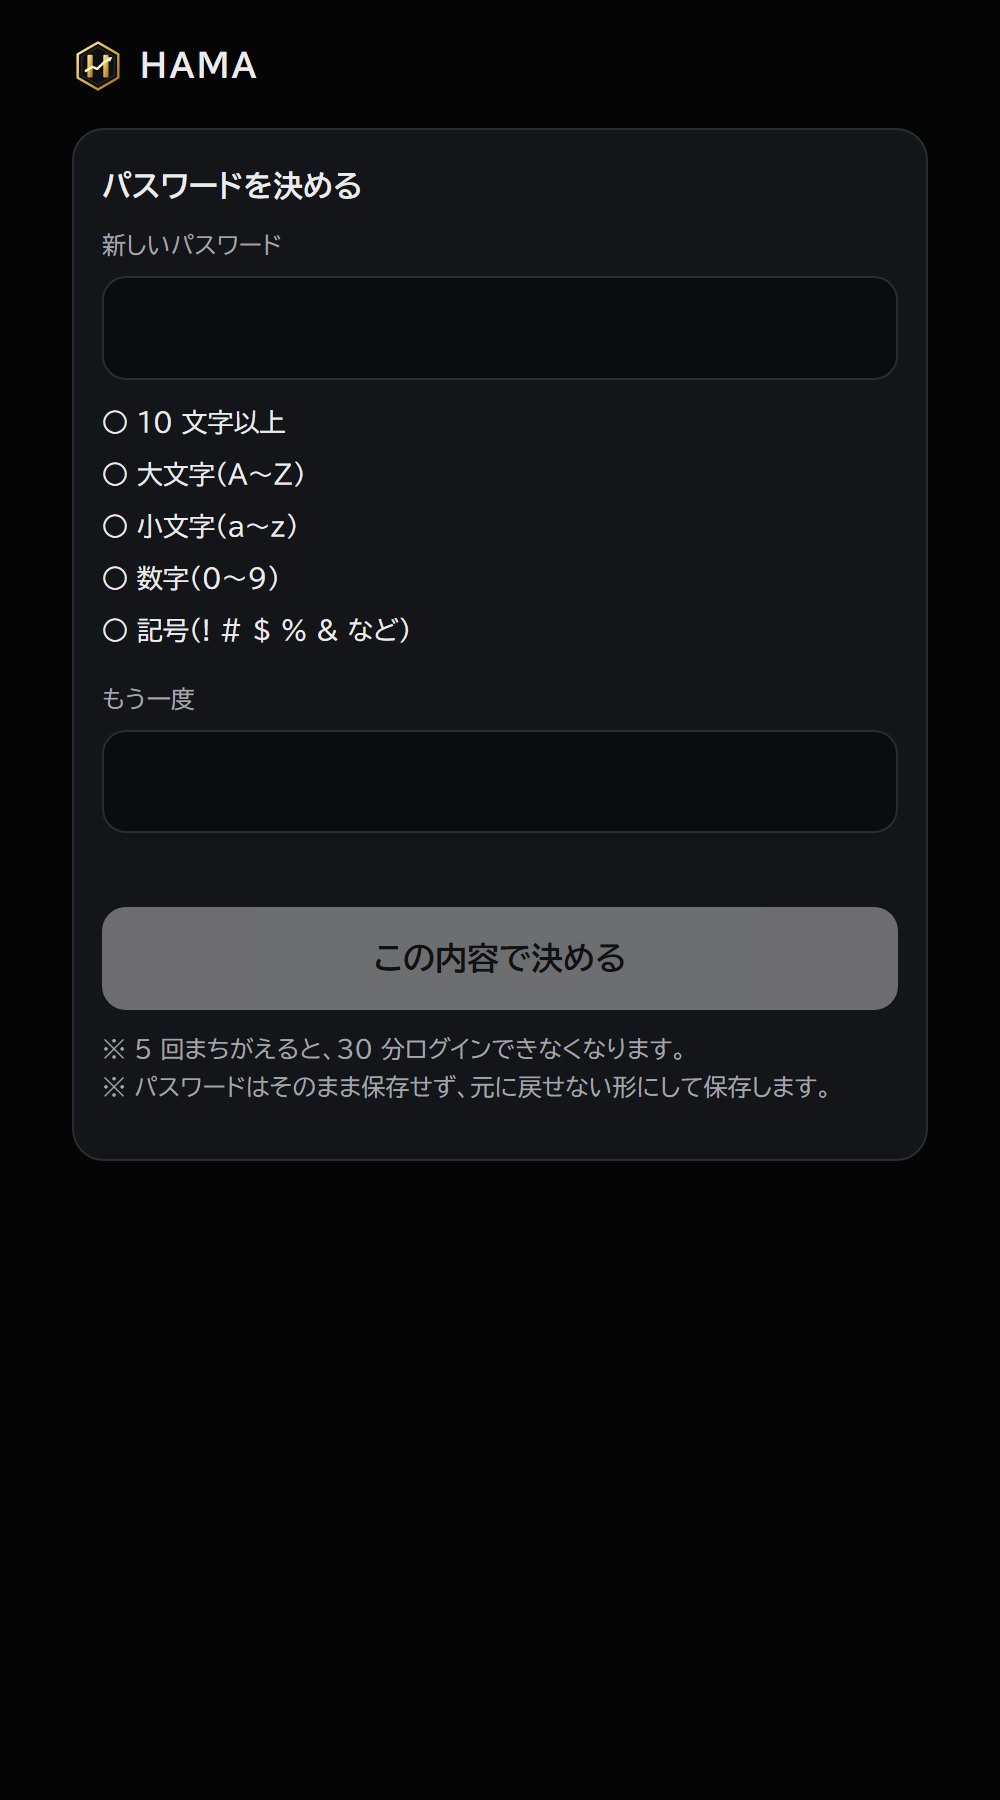 HAMA
パスワードを決める
新しいパスワード
○ 10 文字以上
○ 大文字(A〜Z)
○ 小文字(a〜z)
○ 数字(0〜9)
○ 記号(! # $ % & など)
もう一度
この内容で決める
※ 5 回まちがえると、30 分ログインできなくなります。
※ パスワードはそのまま保存せず、元に戻せない形にして保存します。